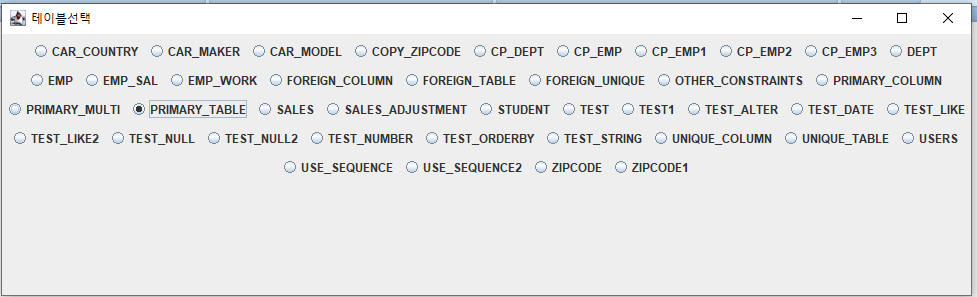 테이블선택
CAR_COUNTRY CAR_MAKER CAR_MODEL COPY_ZIPCODE CP_DEPT CP_EMP CP_EMP1 CP_EMP2 CP_EMP3 DEPT
EMP EMP_SAL EMP_WORK FOREIGN_COLUMN FOREIGN_TABLE FOREIGN_UNIQUE OTHER_CONSTRAINTS PRIMARY_COLUMN
PRIMARY_MULTI PRIMARY_TABLE SALES SALES_ADJUSTMENT STUDENT TEST TEST1 TEST_ALTER TEST_DATE TEST_LIKE
TEST_LIKE2 TEST_NULL TEST_NULL2 TEST_NUMBER TEST_ORDERBY TEST_STRING UNIQUE_COLUMN UNIQUE_TABLE USERS
USE_SEQUENCE USE_SEQUENCE2 ZIPCODE ZIPCODE1